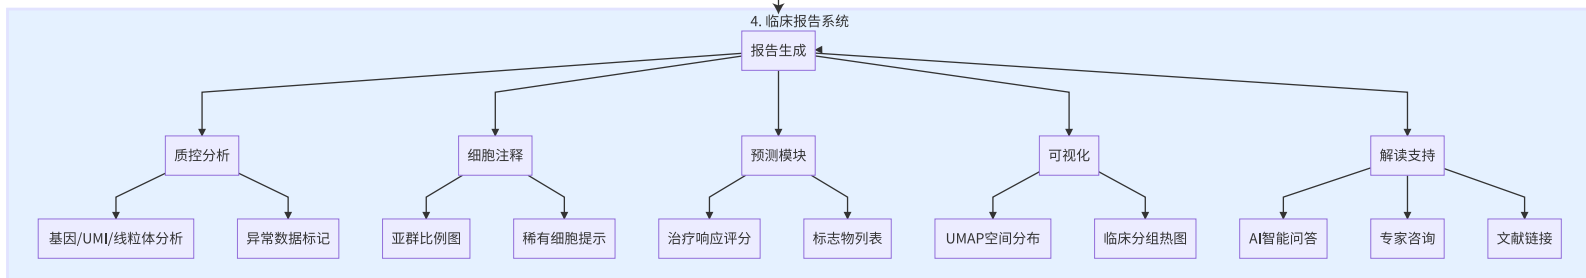 4. 临床报告系统
报告生成
质控分析
细胞注释
预测模块
可视化
解读支持
基因/UMI/线粒体分析
异常数据标记
亚群比例图
稀有细胞提示
治疗响应评分
标志物列表
UMAP空间分布
临床分组热图
AI智能问答
专家咨询
文献链接